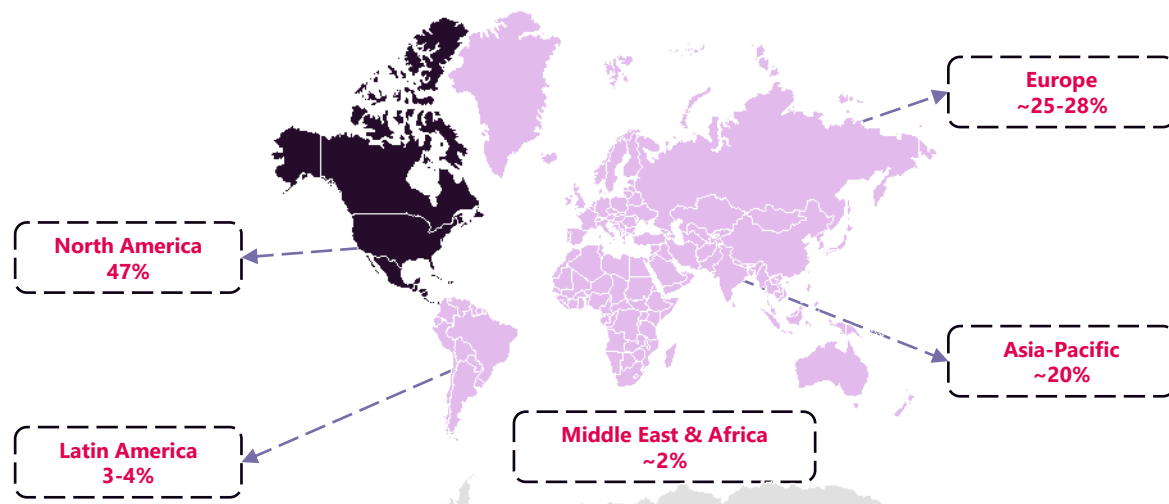 Europe
~25-28%
North America
47%
Asia-Pacific
~20%
Latin America
3-4%
Middle East & Africa
~2%